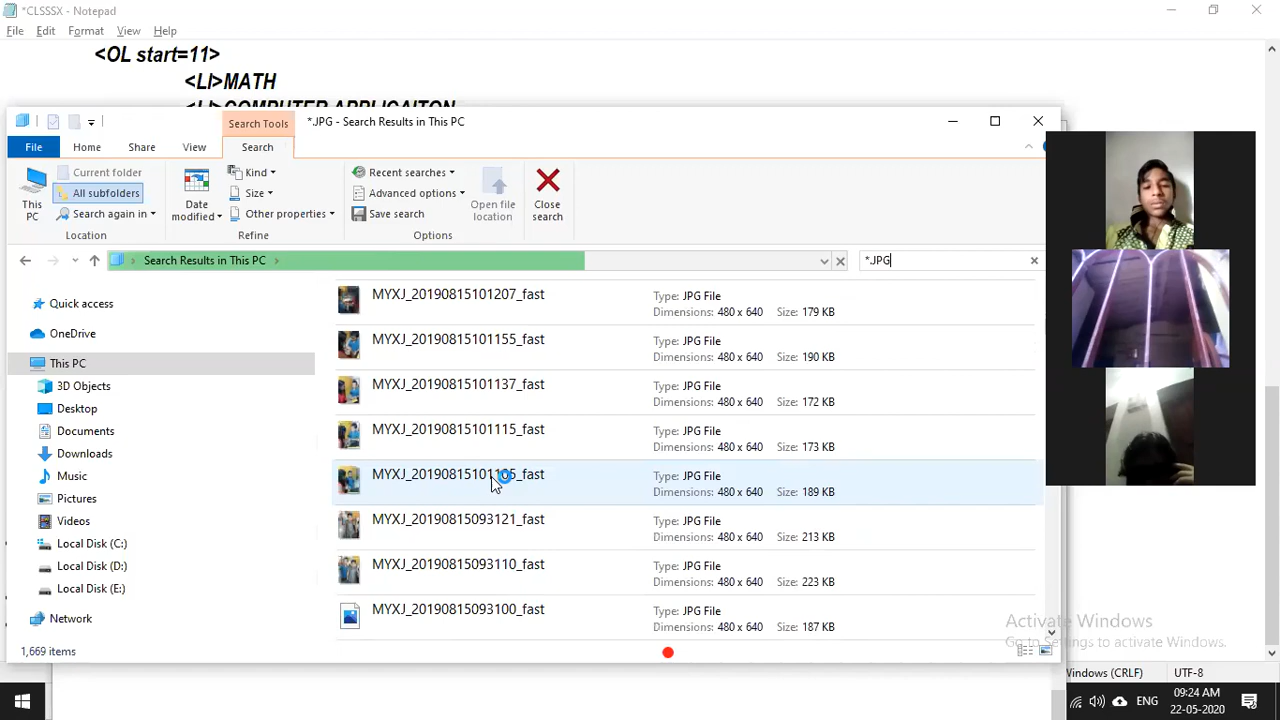 *CLSSSX - Notepad
File Edit Format View Help
<OL start=11>
<LI>MATH
<LI>COMPUTER APPLICAITON
Search Tools
*.JPG - Search Results in This PC
File Home Share View Search
This PC
Current folder
All subfolders
Search again in
Location
Date modified
Kind
Size
Other properties
Refine
Recent searches
Advanced options
Save search
Options
Open file location
Close search
Search Results in This PC
*.JPG
Quick access
OneDrive
This PC
3D Objects
Desktop
Documents
Downloads
Music
Pictures
Videos
Local Disk (C:)
Local Disk (D:)
Local Disk (E:)
Network
MYXJ_20190815101207_fast
Type: JPG File
Dimensions: 480 x 640 Size: 179 KB
MYXJ_20190815101155_fast
Type: JPG File
Dimensions: 480 x 640 Size: 190 KB
MYXJ_20190815101137_fast
Type: JPG File
Dimensions: 480 x 640 Size: 172 KB
MYXJ_20190815101115_fast
Type: JPG File
Dimensions: 480 x 640 Size: 173 KB
Type: JPG File
Dimensions: 480 x 640 Size: 189 KB
MYXJ_20190815093121_fast
Type: JPG File
Dimensions: 480 x 640 Size: 213 KB
MYXJ_20190815093110_fast
Type: JPG File
Dimensions: 480 x 640 Size: 223 KB
MYXJ_20190815093100_fast
Type: JPG File
Dimensions: 480 x 640 Size: 187 KB
1,669 items
Activate Windows
Go to Settings to activate Windows.
Windows (CRLF) UTF-8
ENG
09:24 AM
22-05-2020